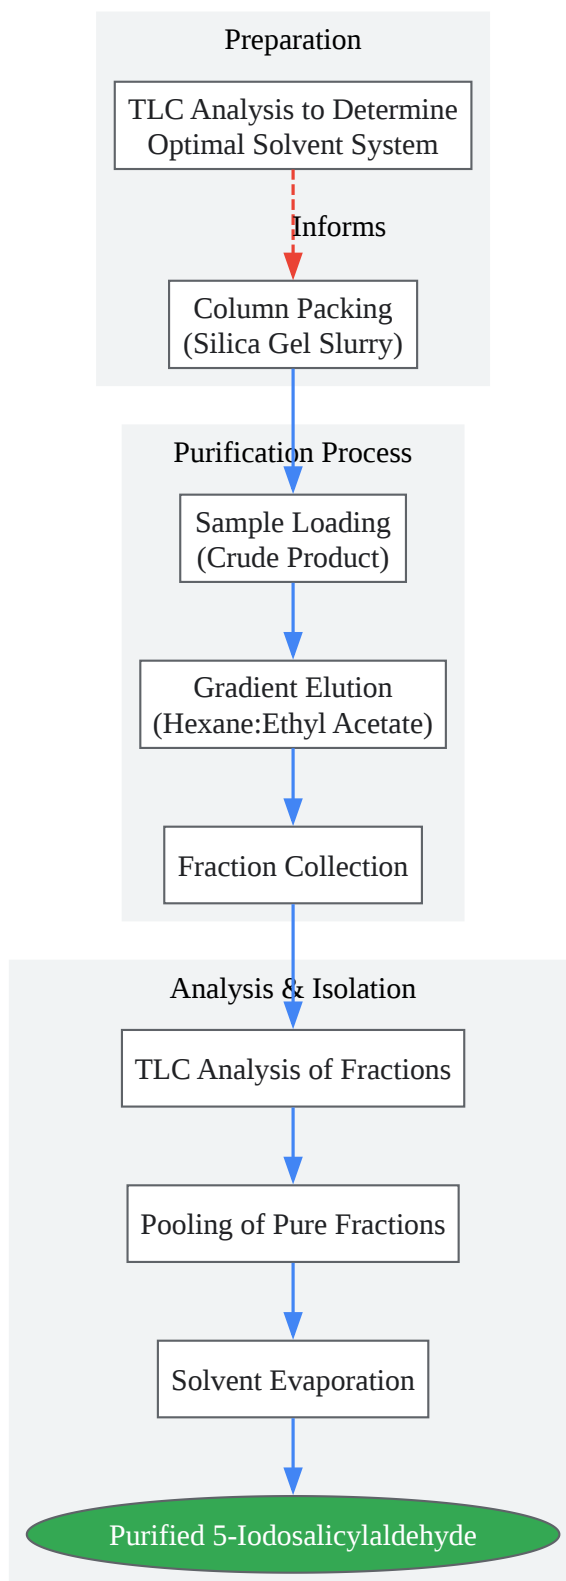 Preparation
TLC Analysis to Determine
Optimal Solvent System
Informs
Column Packing
(Silica Gel Slurry)
Purification Process
Sample Loading
(Crude Product)
Gradient Elution
(Hexane:Ethyl Acetate)
Fraction Collection
Analysis & Isolation
TLC Analysis of Fractions
Pooling of Pure Fractions
Solvent Evaporation
Purified 5-Iodosalicylaldehyde